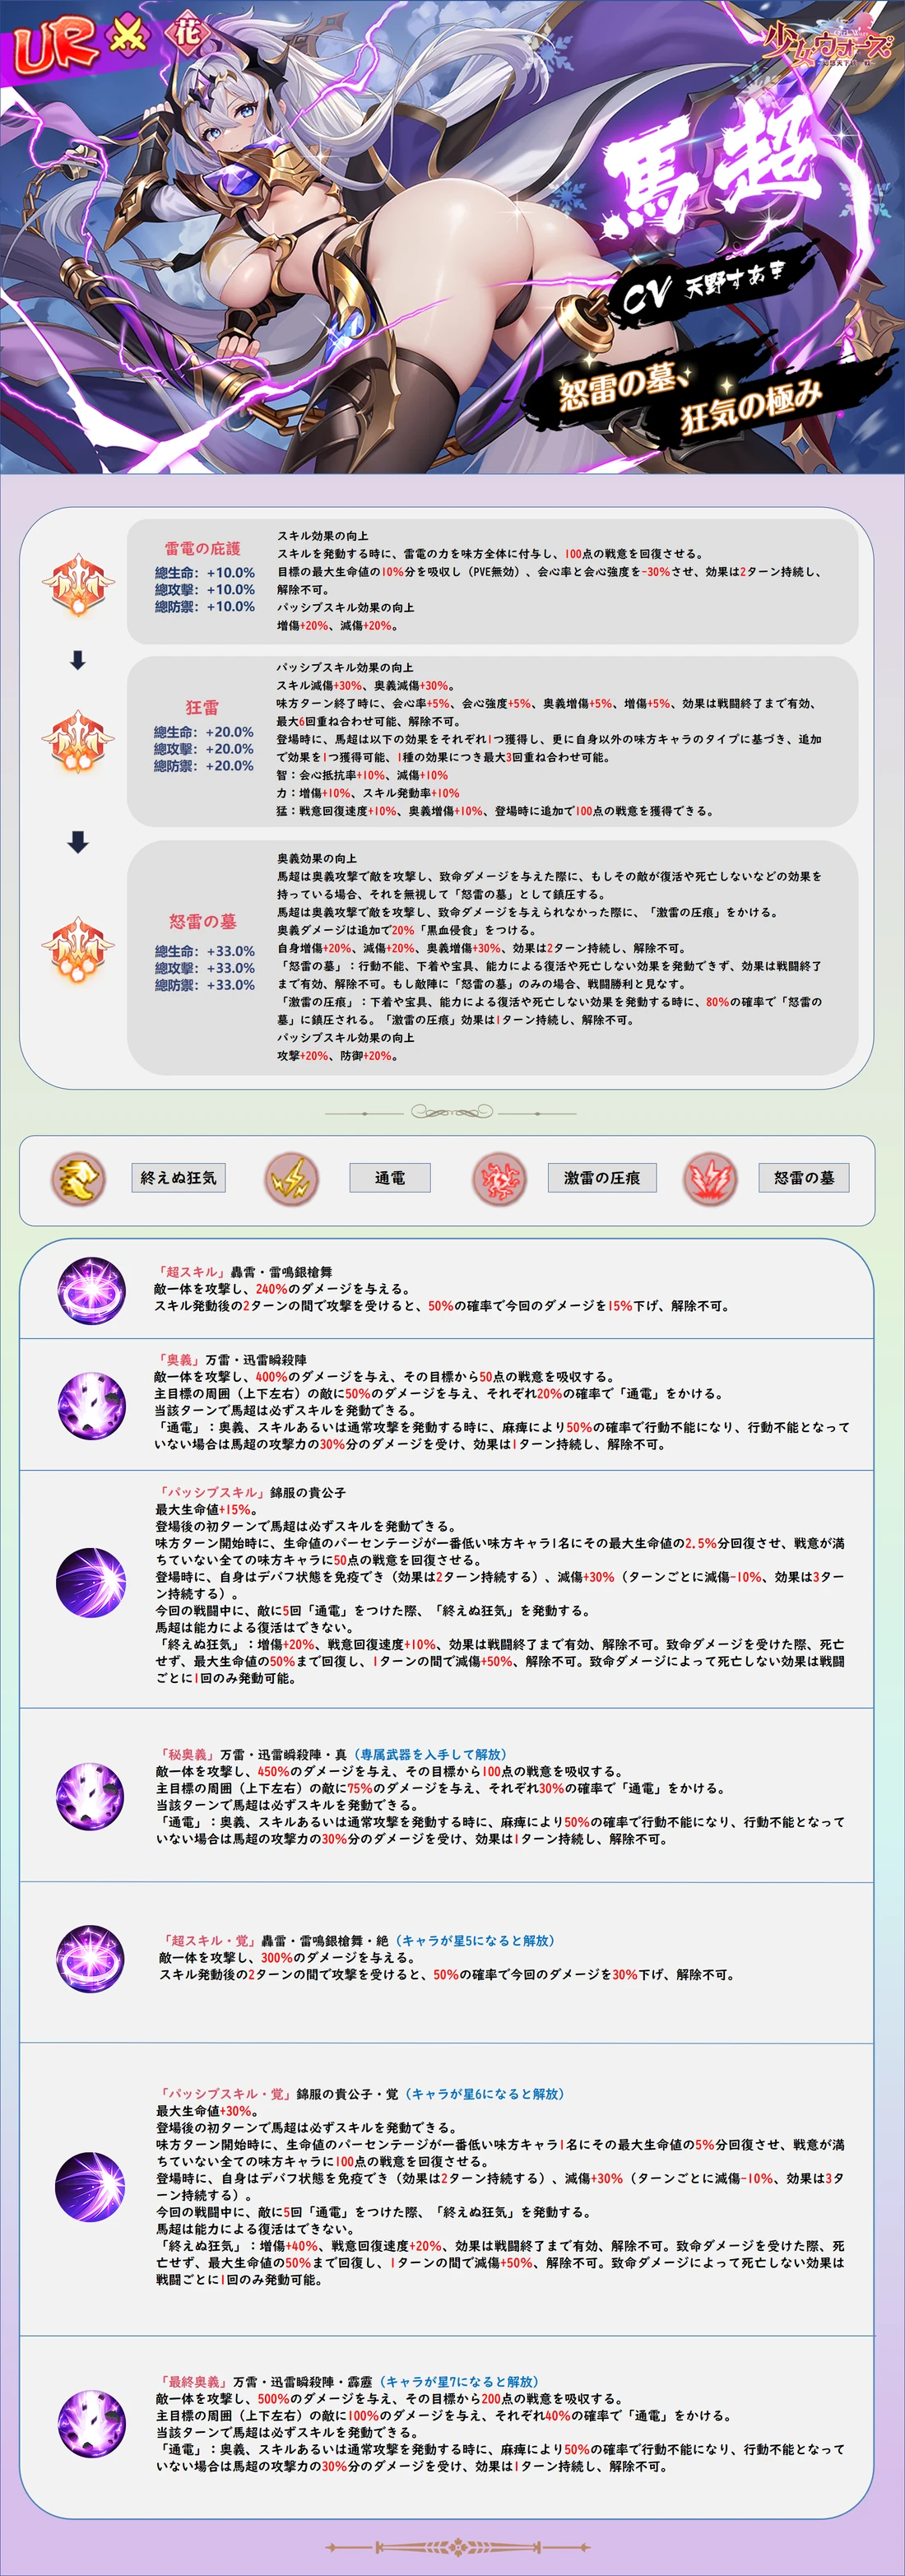 UR
花
少女ウォーズ
馬超
CV 天野すあま
怒雷の墓、
狂気の極み
雷電の庇護
總生命: +10.0%
總攻擊: +10.0%
總防禦: +10.0%
スキル効果の向上
スキルを発動する時に、雷電の力を味方全体に付与し、100点の戦意を回復させる。
目標の最大生命値の10%分を吸収し（PVE無効）、会心率と会心強度を-30%させ、効果は2ターン持続し、
解除不可。
パッシブスキル効果の向上
増傷+20%、減傷+20%。
狂雷
總生命: +20.0%
總攻擊: +20.0%
總防禦: +20.0%
パッシブスキル効果の向上
スキル減傷+30%、奥義減傷+30%。
味方ターン終了時に、会心率+5%、会心強度+5%、奥義増傷+5%、増傷+5%、効果は戦闘終了まで有効、
最大6回重ね合わせ可能、解除不可。
登場時に、馬超は以下の効果をそれぞれ1つ獲得し、更に自身以外の味方キャラのタイプに基づき、追加
で効果を1つ獲得可能、1種の効果につき最大3回重ね合わせ可能。
智：会心抵抗率+10%、減傷+10%
力：増傷+10%、スキル発動率+10%
猛：戦意回復速度+10%、奥義増傷+10%、登場時に追加で100点の戦意を獲得できる。
怒雷の墓
總生命: +33.0%
總攻擊: +33.0%
總防禦: +33.0%
奥義効果の向上
馬超は奥義攻撃で敵を攻撃し、致命ダメージを与えた際に、もしその敵が復活や死亡しないなどの効果を
持っている場合、それを無視して「怒雷の墓」として鎮圧する。
馬超は奥義攻撃で敵を攻撃し、致命ダメージを与えられなかった際に、「激雷の圧痕」をかける。
奥義ダメージは追加で20%「黒血侵食」をつける。
自身増傷+20%、減傷+20%、奥義増傷+30%、効果は2ターン持続し、解除不可。
「怒雷の墓」：行動不能、下着や宝具、能力による復活や死亡しない効果を発動できず、効果は戦闘終了
まで有効、解除不可。もし敵陣に「怒雷の墓」のみの場合、戦闘勝利と見なす。
「激雷の圧痕」：下着や宝具、能力による復活や死亡しない効果を発動する時に、80%の確率で「怒雷の
墓」に鎮圧される。「激雷の圧痕」効果は1ターン持続し、解除不可。
パッシブスキル効果の向上
攻撃+20%、防御+20%。
終えぬ狂気
通電
激雷の圧痕
怒雷の墓
「超スキル」轟霄・雷鳴銀槍舞
敵一体を攻撃し、240%のダメージを与える。
スキル発動後の2ターンの間で攻撃を受けると、50%の確率で今回のダメージを15%下げ、解除不可。
「奥義」万雷・迅雷瞬殺陣
敵一体を攻撃し、400%のダメージを与え、その目標から50点の戦意を吸収する。
主目標の周囲（上下左右）の敵に50%のダメージを与え、それぞれ20%の確率で「通電」をかける。
当該ターンで馬超は必ずスキルを発動できる。
「通電」：奥義、スキルあるいは通常攻撃を発動する時に、麻痺により50%の確率で行動不能になり、行動不能となって
いない場合は馬超の攻撃力の30%分のダメージを受け、効果は1ターン持続し、解除不可。
「パッシブスキル」錦服の貴公子
最大生命値+15%。
登場後の初ターンで馬超は必ずスキルを発動できる。
味方ターン開始時に、生命値のパーセンテージが一番低い味方キャラ1名にその最大生命値の2.5%分回復させ、戦意が満
ちていない全ての味方キャラに50点の戦意を回復させる。
登場時に、自身はデバフ状態を免疫でき（効果は2ターン持続する）、減傷+30%（ターンごとに減傷-10%、効果は3ター
ン持続する）。
今回の戦闘中に、敵に5回「通電」をつけた際、「終えぬ狂気」を発動する。
馬超は能力による復活はできない。
「終えぬ狂気」：増傷+20%、戦意回復速度+10%、効果は戦闘終了まで有効、解除不可。致命ダメージを受けた際、死亡
せず、最大生命値の50%まで回復し、1ターンの間で減傷+50%、解除不可。致命ダメージによって死亡しない効果は戦闘
ごとに1回のみ発動可能。
「秘奥義」万雷・迅雷瞬殺陣・真（専属武器を入手して解放）
敵一体を攻撃し、450%のダメージを与え、その目標から100点の戦意を吸収する。
主目標の周囲（上下左右）の敵に75%のダメージを与え、それぞれ30%の確率で「通電」をかける。
当該ターンで馬超は必ずスキルを発動できる。
「通電」：奥義、スキルあるいは通常攻撃を発動する時に、麻痺により50%の確率で行動不能になり、行動不能となって
いない場合は馬超の攻撃力の30%分のダメージを受け、効果は1ターン持続し、解除不可。
「超スキル・覚」轟雷・雷鳴銀槍舞・絶（キャラが星5になると解放）
敵一体を攻撃し、300%のダメージを与える。
スキル発動後の2ターンの間で攻撃を受けると、50%の確率で今回のダメージを30%下げ、解除不可。
「パッシブスキル・覚」錦服の貴公子・覚（キャラが星6になると解放）
最大生命値+30%。
登場後の初ターンで馬超は必ずスキルを発動できる。
味方ターン開始時に、生命値のパーセンテージが一番低い味方キャラ1名にその最大生命値の5%分回復させ、戦意が満
ちていない全ての味方キャラに100点の戦意を回復させる。
登場時に、自身はデバフ状態を免疫でき（効果は2ターン持続する）、減傷+30%（ターンごとに減傷-10%、効果は3タ
ーン持続する）。
今回の戦闘中に、敵に5回「通電」をつけた際、「終えぬ狂気」を発動する。
馬超は能力による復活はできない。
「終えぬ狂気」：増傷+40%、戦意回復速度+20%、効果は戦闘終了まで有効、解除不可。致命ダメージを受けた際、死
亡せず、最大生命値の50%まで回復し、1ターンの間で減傷+50%、解除不可。致命ダメージによって死亡しない効果は
戦闘ごとに1回のみ発動可能。
「最終奥義」万雷・迅雷瞬殺陣・霹靂（キャラが星7になると解放）
敵一体を攻撃し、500%のダメージを与え、その目標から200点の戦意を吸収する。
主目標の周囲（上下左右）の敵に100%のダメージを与え、それぞれ40%の確率で「通電」をかける。
当該ターンで馬超は必ずスキルを発動できる。
「通電」：奥義、スキルあるいは通常攻撃を発動する時に、麻痺により50%の確率で行動不能になり、行動不能となって
いない場合は馬超の攻撃力の30%分のダメージを受け、効果は1ターン持続し、解除不可。